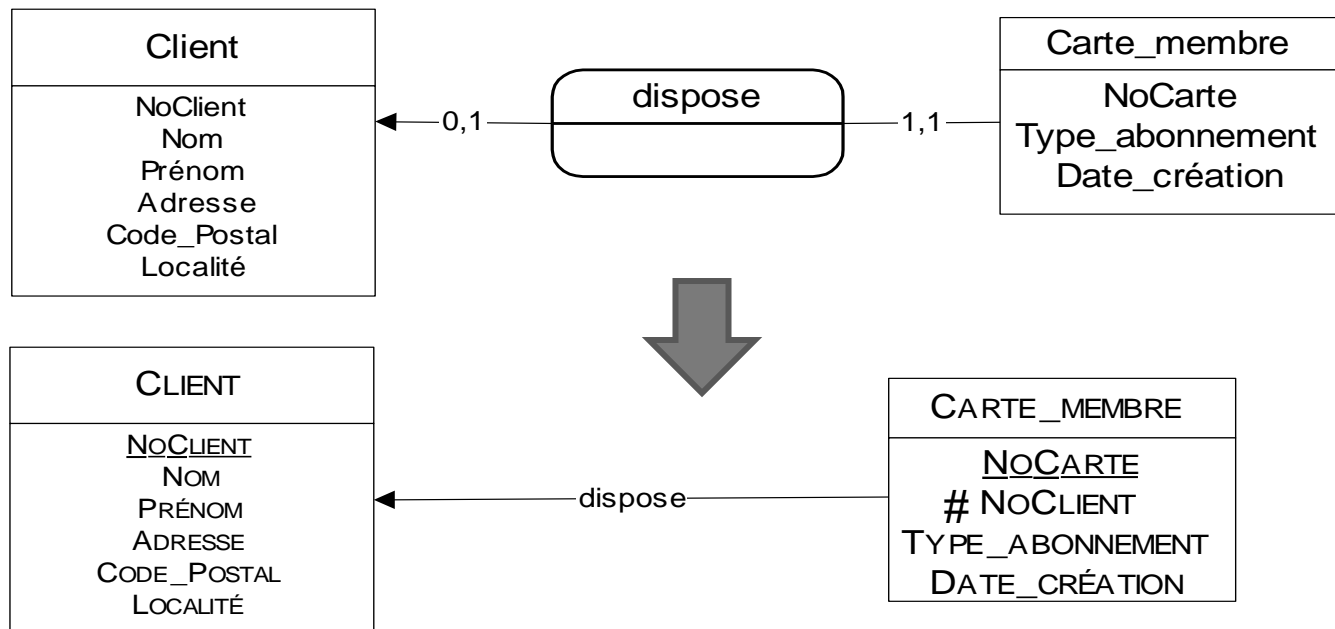 Client
NoClient
Nom
Prénom
Adresse
Code_Postal
Localité
0,1
dispose
1,1
Carte_membre
NoCarte
Type_abonnement
Date_création
CLIENT
NOCLIENT
NOM
PRÉNOM
ADRESSE
CODE_POSTAL
LOCALITÉ
dispose
CARTE_MEMBRE
NOCARTE
# NOCLIENT
TYPE_ABONNEMENT
DATE_CRÉATION